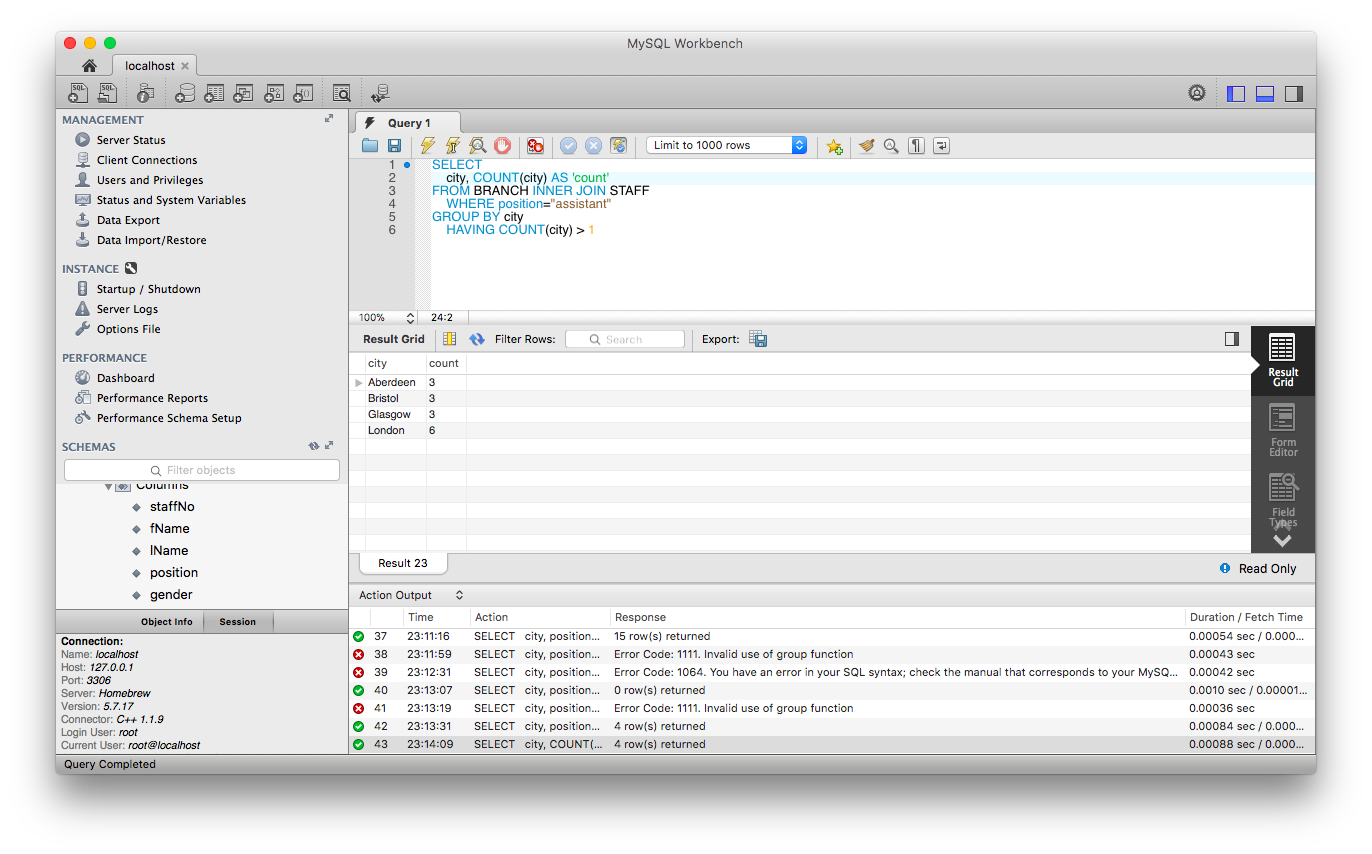 MySQL Workbench
localhost
MANAGEMENT
Server Status
Client Connections
Users and Privileges
Status and System Variables
Data Export
Data Import/Restore
INSTANCE
Startup / Shutdown
Server Logs
Options File
PERFORMANCE
Dashboard
Performance Reports
Performance Schema Setup
SCHEMAS
Filter objects
Columns
staffNo
fName
lName
position
gender
Object Info Session
Connection:
Name: localhost
Host: 127.0.0.1
Port: 3306
Server: Homebrew
Version: 5.7.17
Connector: C++ 1.1.9
Login User: root
Current User: root@localhost
Query Completed
Query 1
Limit to 1000 rows
1 SELECT
2 city, COUNT(city) AS 'count'
3 FROM BRANCH INNER JOIN STAFF
4 WHERE position="assistant"
5 GROUP BY city
6 HAVING COUNT(city) > 1
100% 24:2
Result Grid Filter Rows: Search Export:
city count
Aberdeen 3
Bristol 3
Glasgow 3
London 6
Result
Grid
Form
Editor
Field
Types
Result 23
Read Only
Action Output
Time Action Response Duration / Fetch Time
37 23:11:16 SELECT city, position... 15 row(s) returned 0.00054 sec / 0.000...
38 23:11:59 SELECT city, position... Error Code: 1111. Invalid use of group function 0.00043 sec
39 23:12:31 SELECT city, position... Error Code: 1064. You have an error in your SQL syntax; check the manual that corresponds to your MySQ... 0.00042 sec
40 23:13:07 SELECT city, position... 0 row(s) returned 0.0010 sec / 0.00001...
41 23:13:19 SELECT city, position... Error Code: 1111. Invalid use of group function 0.00036 sec
42 23:13:31 SELECT city, position... 4 row(s) returned 0.00084 sec / 0.000...
43 23:14:09 SELECT city, COUNT(... 4 row(s) returned 0.00088 sec / 0.000...